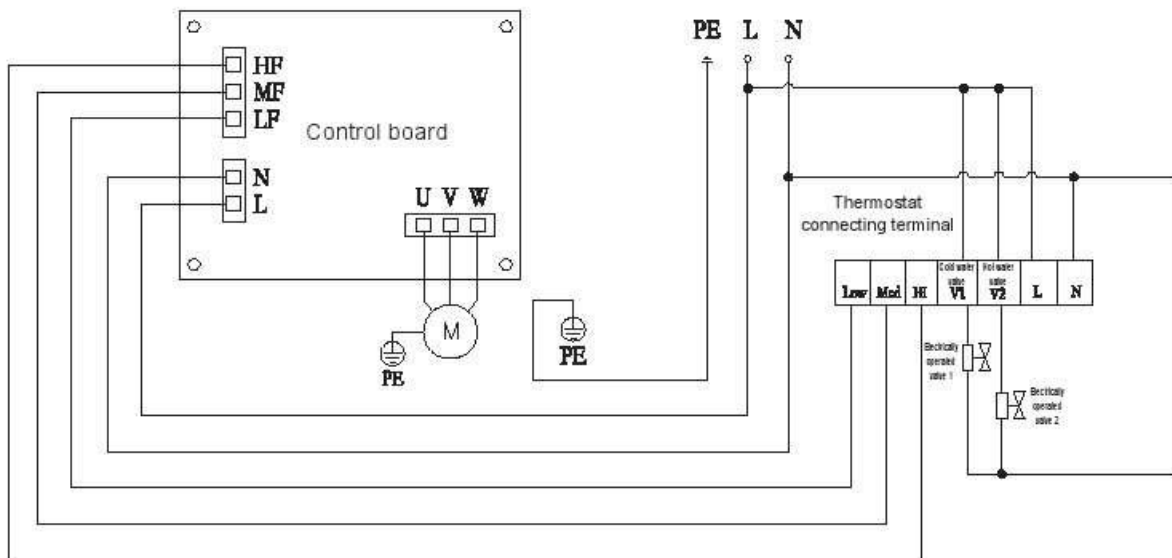 PE L N
HF
MF
LF
Control board
N
L
U V W
M
PE
PE
Thermostat
connecting terminal
Low
Med
HI
Cold water
valve
V1
Hot water
valve
V2
L
N
Electrically
operated
valve 1
Electrically
operated
valve 2